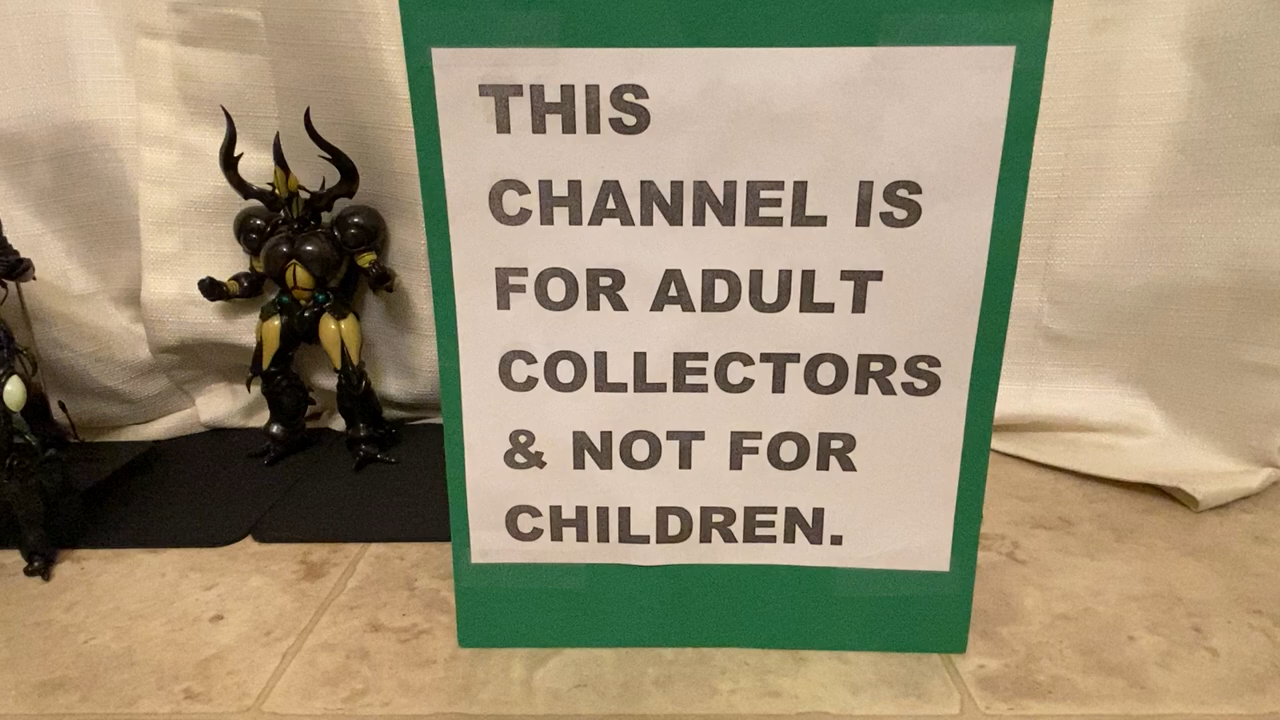 THIS
CHANNEL IS
FOR ADULT
COLLECTORS
& NOT FOR
CHILDREN.